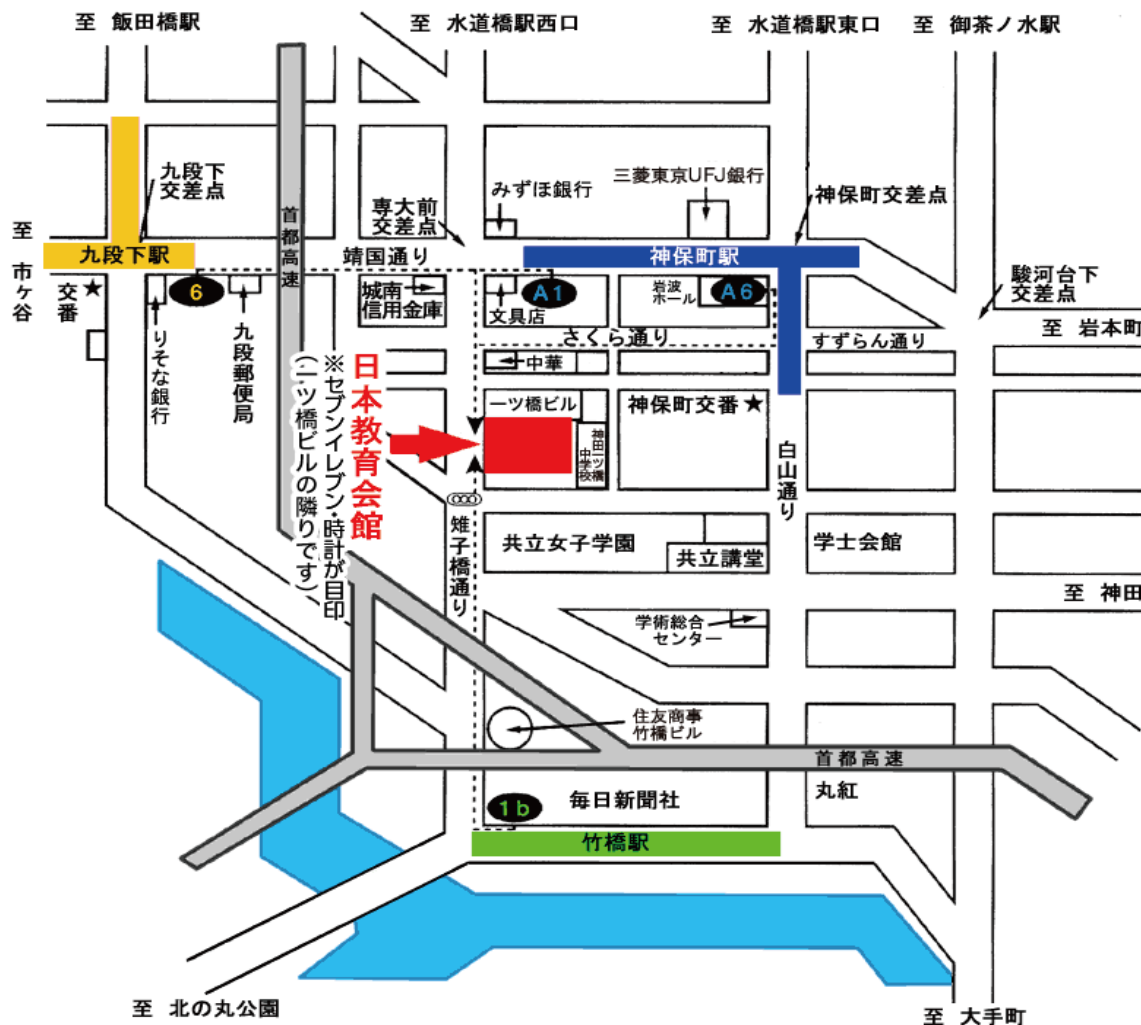 至 飯田橋駅
至 水道橋駅西口
至 水道橋駅東口
至 御茶ノ水駅
九段下
交差点
みずほ銀行
三菱東京UFJ銀行
神保町交差点
専大前
交差点
首都高速
至 市ヶ谷
九段下駅
靖国通り
神保町駅
駿河台下
交差点
交番★
6
城南
信用金庫
A1
文具店
岩波
ホール
A6
至 岩本町
さくら通り
すずらん通り
りそな銀行
九段郵便局
中華
日本教育会館
※セブンイレブン・時計が目印
(一ツ橋ビルの隣りです)
一ツ橋ビル
神保町交番★
神田一ツ橋
中学校
白山通り
雉子橋通り
共立女子学園
共立講堂
学士会館
至 神田
学術総合
センター
住友商事
竹橋ビル
首都高速
丸紅
1b
毎日新聞社
竹橋駅
至 北の丸公園
至 大手町